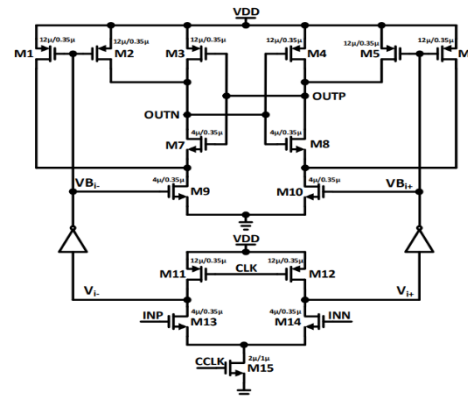 VDD
12μ/0.35μ 12μ/0.35μ 12μ/0.35μ 12μ/0.35μ 12μ/0.35μ 12μ/0.35μ
M1 M2 M3 M4 M5 M
OUTP
OUTN
4μ/0.35μ 4μ/0.35μ
M7 M8
VBi- 4μ/0.35μ 4μ/0.35μ VBi+
M9 M10
VDD
12μ/0.35μ 12μ/0.35μ
M11 CLK M12
Vi- Vi+
4μ/0.35μ 4μ/0.35μ
INP M13 M14 INN
2μ/1μ
CCLK M15